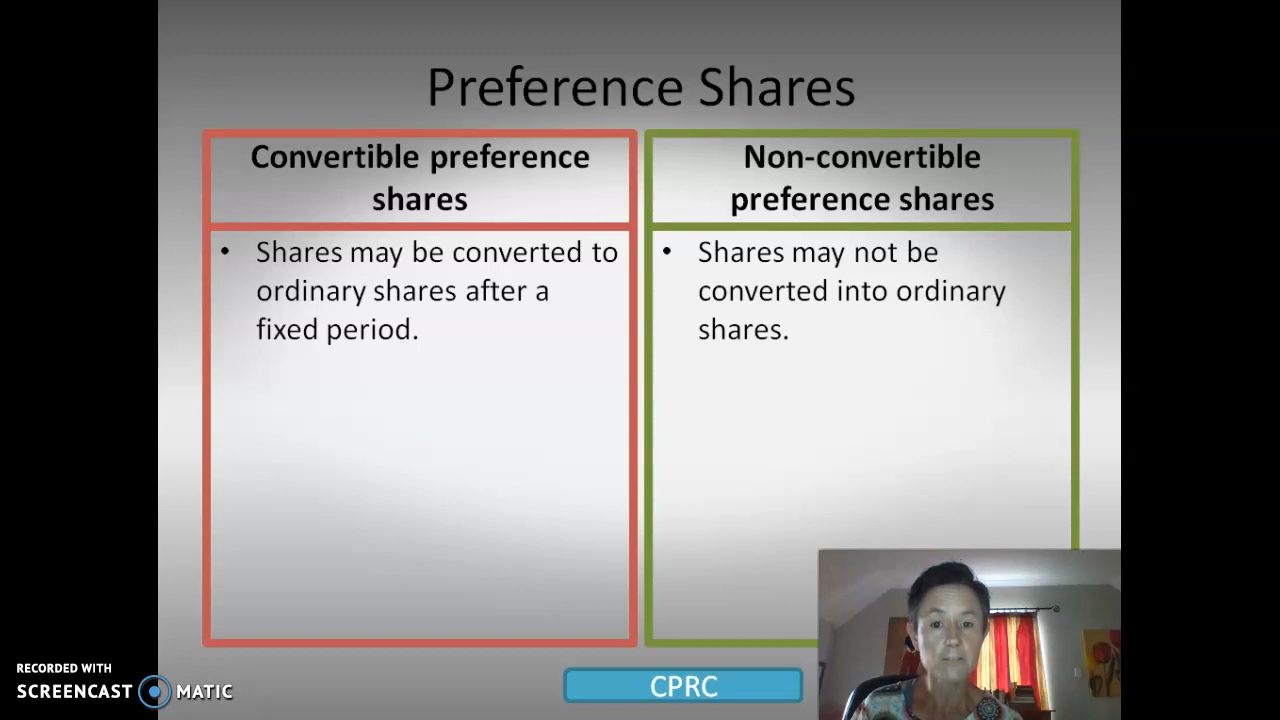 Preference Shares
Convertible preference
shares
Non-convertible
preference shares
• Shares may be converted to
ordinary shares after a
fixed period.
• Shares may not be
converted into ordinary
shares.
CPRC
RECORDED WITH
SCREENCAST MATIC